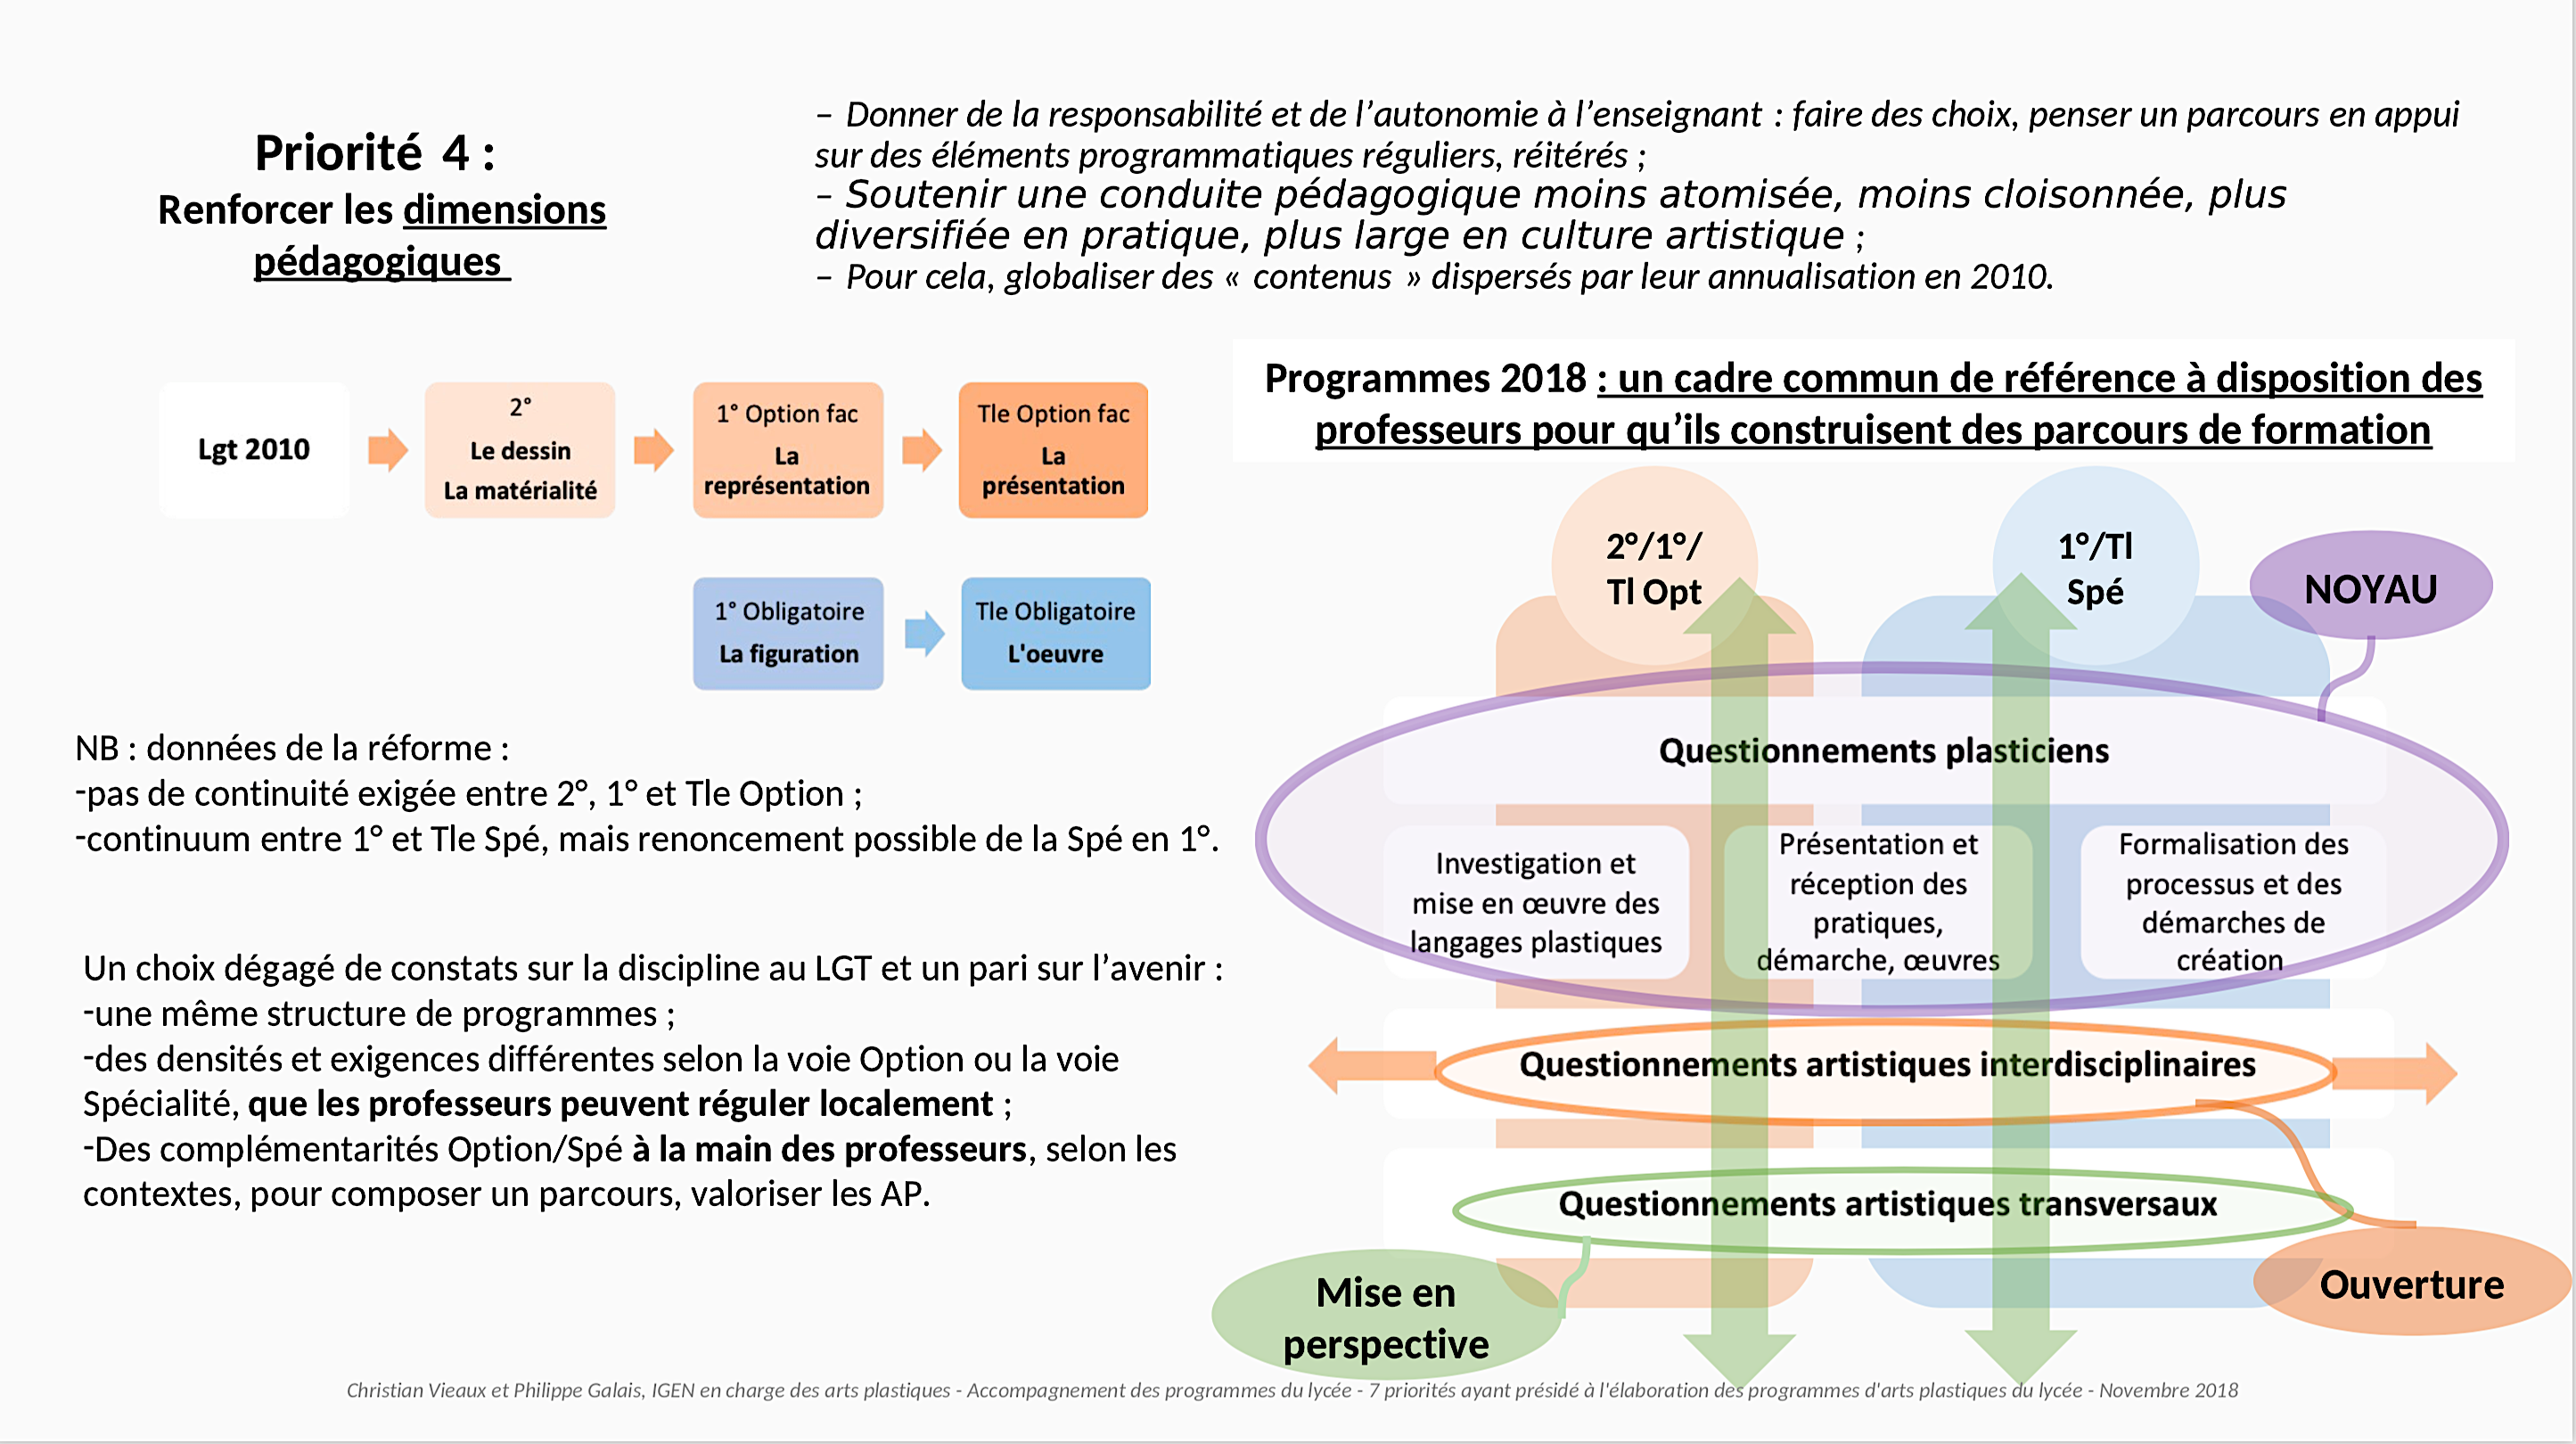 Priorité 4 :
Renforcer les dimensions
pédagogiques
– Donner de la responsabilité et de l’autonomie à l’enseignant : faire des choix, penser un parcours en appui
sur des éléments programmatiques réguliers, réitérés ;
– Soutenir une conduite pédagogique moins atomisée, moins cloisonnée, plus
diversifiée en pratique, plus large en culture artistique ;
– Pour cela, globaliser des « contenus » dispersés par leur annualisation en 2010.
Lgt 2010
2°
Le dessin
La matérialité
1° Option fac
La
représentation
Tle Option fac
La
présentation
1° Obligatoire
La figuration
Tle Obligatoire
L'oeuvre
NB : données de la réforme :
-pas de continuité exigée entre 2°, 1° et Tle Option ;
-continuum entre 1° et Tle Spé, mais renoncement possible de la Spé en 1°.
Un choix dégagé de constats sur la discipline au LGT et un pari sur l’avenir :
-une même structure de programmes ;
-des densités et exigences différentes selon la voie Option ou la voie
Spécialité, que les professeurs peuvent réguler localement ;
-Des complémentarités Option/Spé à la main des professeurs, selon les
contextes, pour composer un parcours, valoriser les AP.
Programmes 2018 : un cadre commun de référence à disposition des
professeurs pour qu’ils construisent des parcours de formation
2°/1°/
Tl Opt
1°/Tl
Spé
NOYAU
Questionnements plasticiens
Investigation et
mise en œuvre des
langages plastiques
Présentation et
réception des
pratiques,
démarche, œuvres
Formalisation des
processus et des
démarches de
création
Questionnements artistiques interdisciplinaires
Questionnements artistiques transversaux
Mise en
perspective
Ouverture
Christian Vieaux et Philippe Galais, IGEN en charge des arts plastiques - Accompagnement des programmes du lycée - 7 priorités ayant présidé à l'élaboration des programmes d'arts plastiques du lycée - Novembre 2018